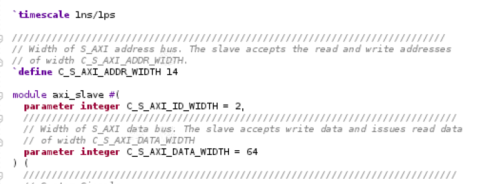 `timescale 1ns/1ps
//////////////////////////////////////////////////////////////////////////
// Width of S_AXI address bus. The slave accepts the read and write addresses
// of width C_S_AXI_ADDR_WIDTH.
`define C_S_AXI_ADDR_WIDTH 14
module axi_slave #(
parameter integer C_S_AXI_ID_WIDTH = 2,
//////////////////////////////////////////////////////////////////////////
// Width of S_AXI data bus. The slave accepts write data and issues read data
// of width C_S_AXI_DATA_WIDTH
parameter integer C_S_AXI_DATA_WIDTH = 64
) (
//////////////////////////////////////////////////////////////////////////